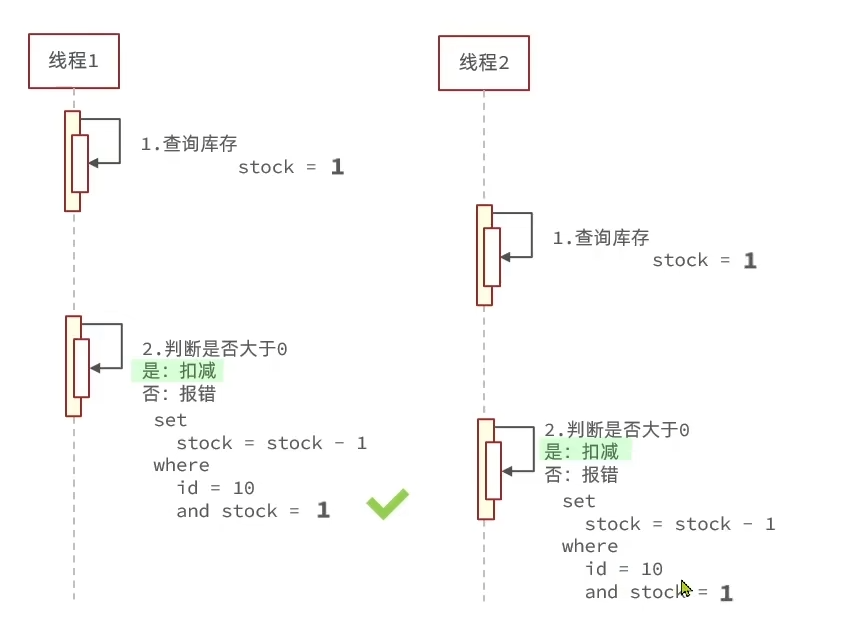 线程1
1.查询库存
stock = 1
2.判断是否大于0
是: 扣减
否: 报错
set
stock = stock - 1
where
id = 10
and stock = 1
线程2
1.查询库存
stock = 1
2.判断是否大于0
是: 扣减
否: 报错
set
stock = stock - 1
where
id = 10
and stock = 1